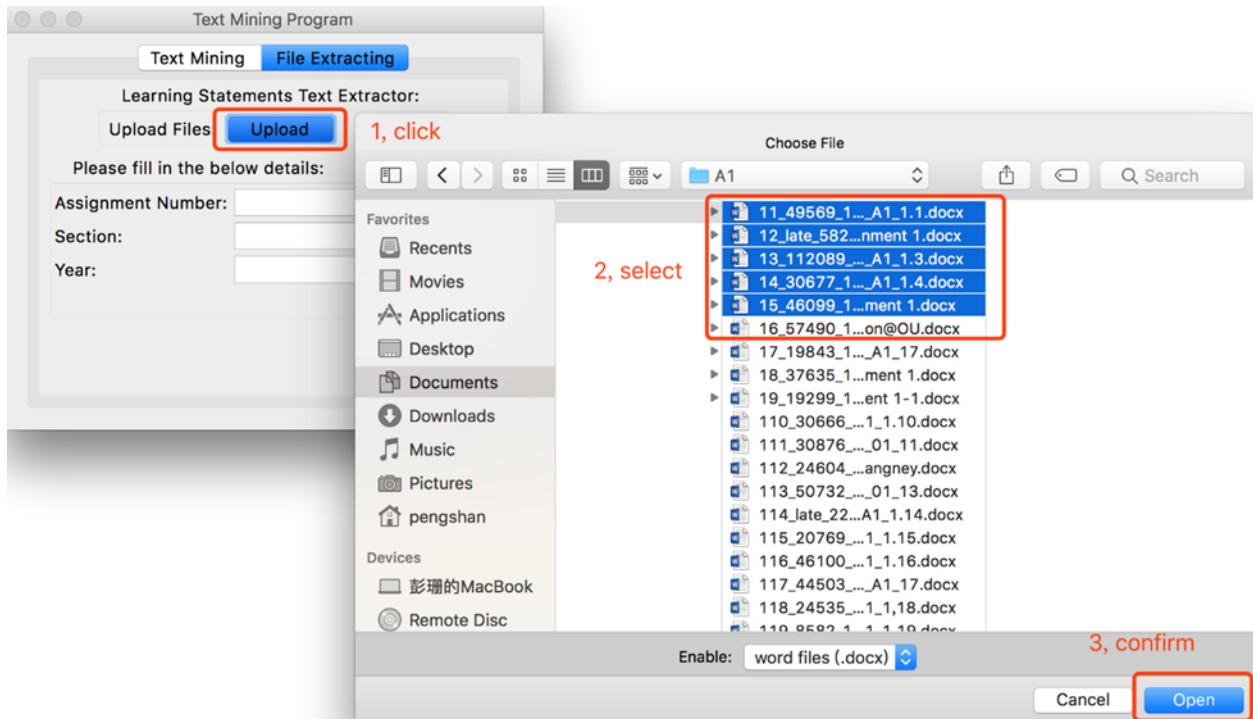 Text Mining Program
Text Mining
File Extracting
Learning Statements Text Extractor:
Upload Files:
Upload
Please fill in the below details:
Assignment Number:
Section:
Year:
1, click
Choose File
A1
Search
Favorites
Recents
Movies
Applications
Desktop
Documents
Downloads
Music
Pictures
pengshan
Devices
彭珊的MacBook
Remote Disc
2, select
11_49569_1..._A1_1.1.docx
12_late_582...nment 1.docx
13_112089_..._A1_1.3.docx
14_30677_1..._A1_1.4.docx
15_46099_1...ment 1.docx
16_57490_1...on@OU.docx
17_19843_1..._A1_17.docx
18_37635_1...ment 1.docx
19_19299_1...ent 1-1.docx
110_30666_...1_1.10.docx
111_30876_..._01_11.docx
112_24604_...angney.docx
113_50732_..._01_13.docx
114_late_22...A1_1.14.docx
115_20769_...1_1.15.docx
116_46100_...1_1.16.docx
117_44503_..._A1_17.docx
118_24535_...1_1,18.docx
119_8582_1...1_1.19.docx
Enable:
word files (.docx)
3, confirm
Cancel
Open